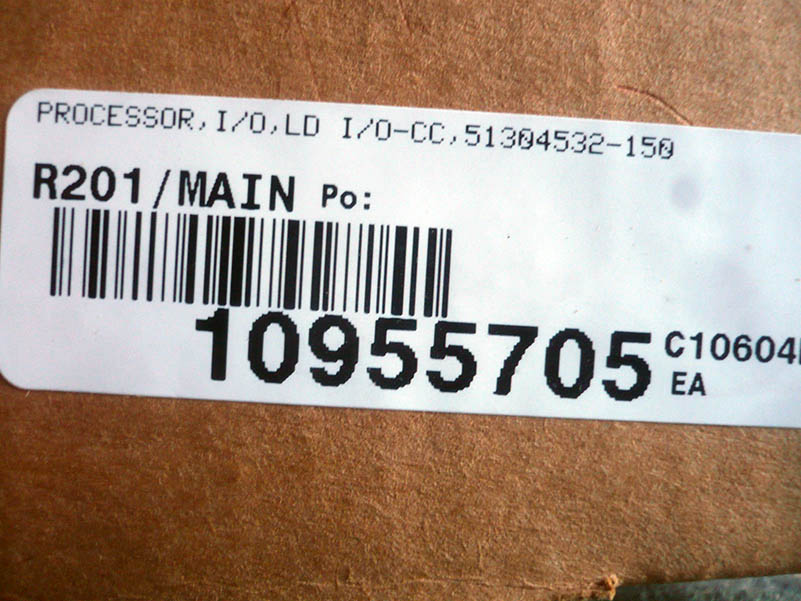 PROCESSOR,I/O,LD I/O-CC,51304532-150
R201/MAIN Po:
10955705 C10604
EA